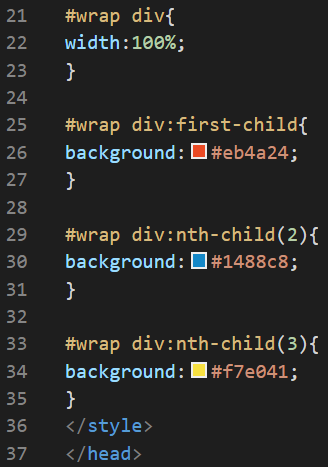 21 #wrap div{
22 width:100%;
23 }
24
25 #wrap div:first-child{
26 background:#eb4a24;
27 }
28
29 #wrap div:nth-child(2){
30 background:#1488c8;
31 }
32
33 #wrap div:nth-child(3){
34 background:#f7e041;
35 }
36 </style>
37 </head>